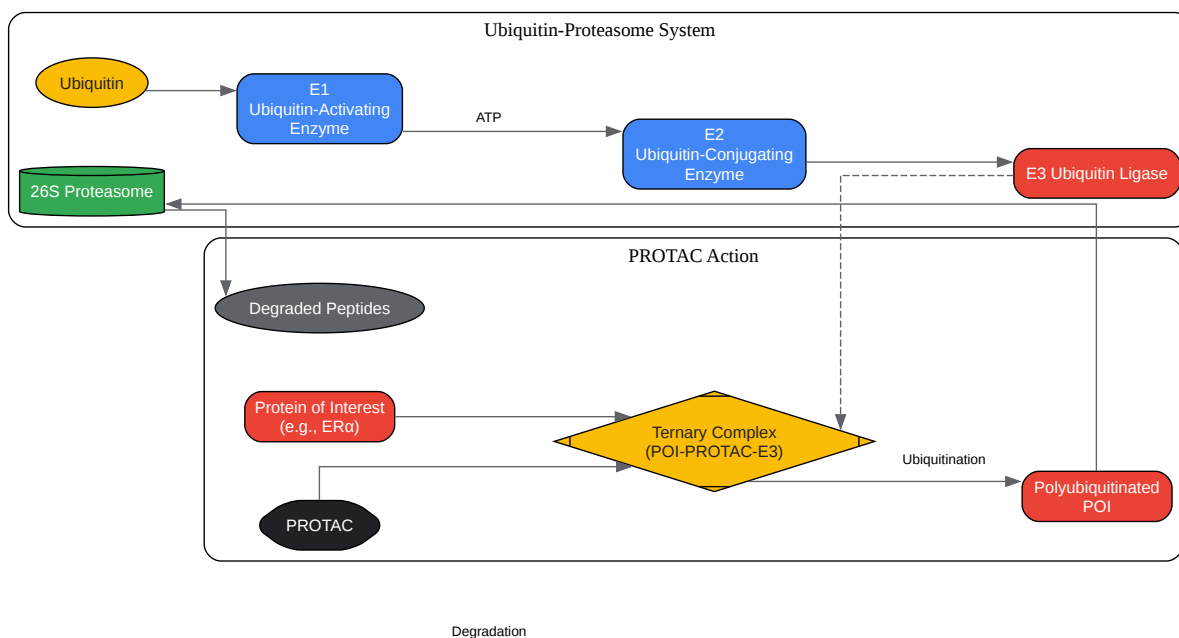 Ubiquitin-Proteasome System
Ubiquitin
E1
Ubiquitin-Activating
Enzyme
ATP
E2
Ubiquitin-Conjugating
Enzyme
E3 Ubiquitin Ligase
26S Proteasome
PROTAC Action
Degraded Peptides
Protein of Interest
(e.g., ERα)
Ternary Complex
(POI-PROTAC-E3)
Ubiquitination
Polyubiquitinated
POI
PROTAC
Degradation